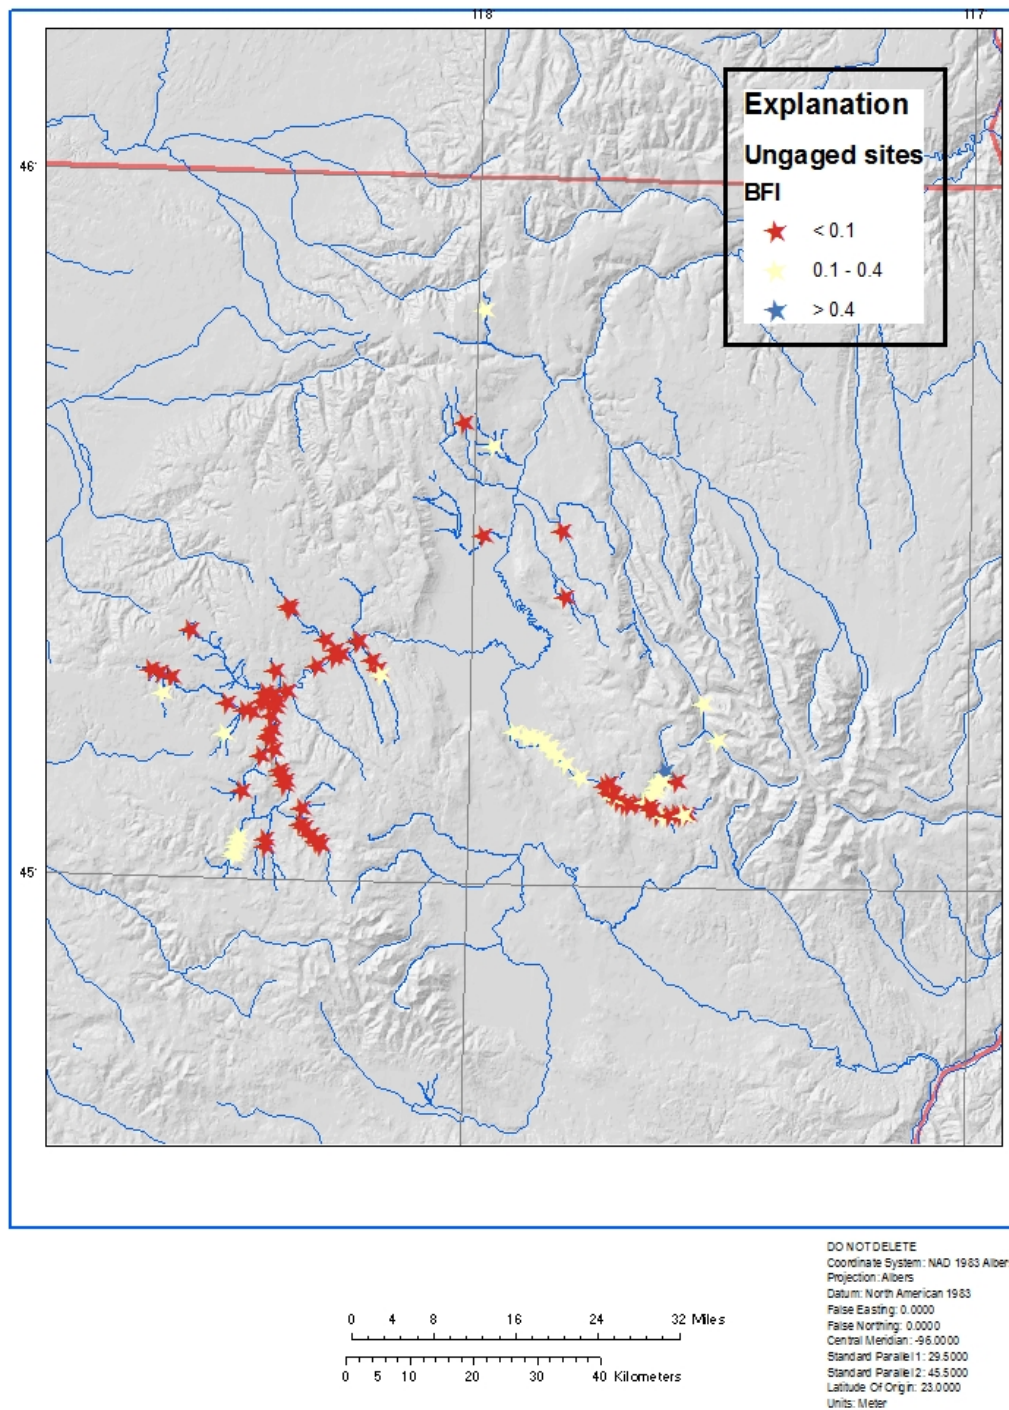 118°
117°
Explanation
Ungaged sites
BFI
< 0.1
0.1 - 0.4
> 0.4
46°
45°
DO NOT DELETE
Coordinate System: NAD 1983 Albers
Projection: Albers
Datum: North American 1983
False Easting: 0.0000
False Northing: 0.0000
Central Meridian: -96.0000
Standard Parallel 1: 29.5000
Standard Parallel 2: 45.5000
Latitude Of Origin: 23.0000
Units: Meter
0 4 8 16 24 32 Miles
0 5 10 20 30 40 Kilometers